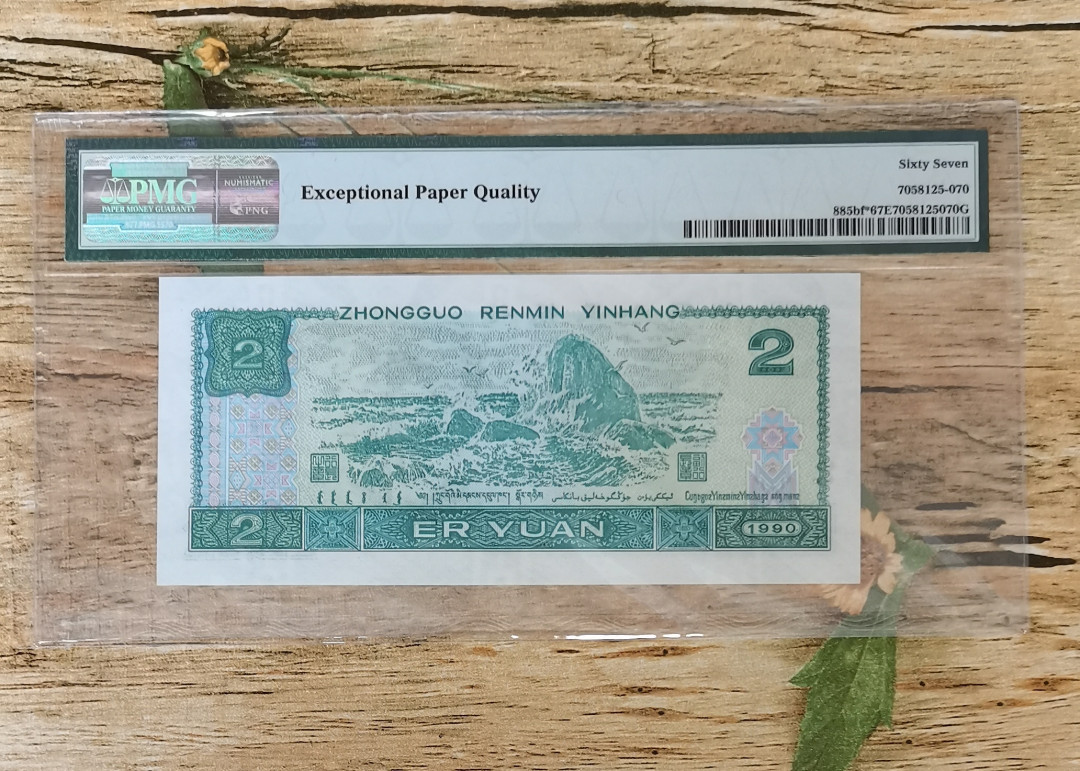 PMG
PAPER MONEY GUARANTY
NUMISMATIC
PNG
Exceptional Paper Quality
Sixty Seven
7058125-070
885bf*67E7058125070G
ZHONGGUO RENMIN YINHANG
2
2
2
ER YUAN
1990